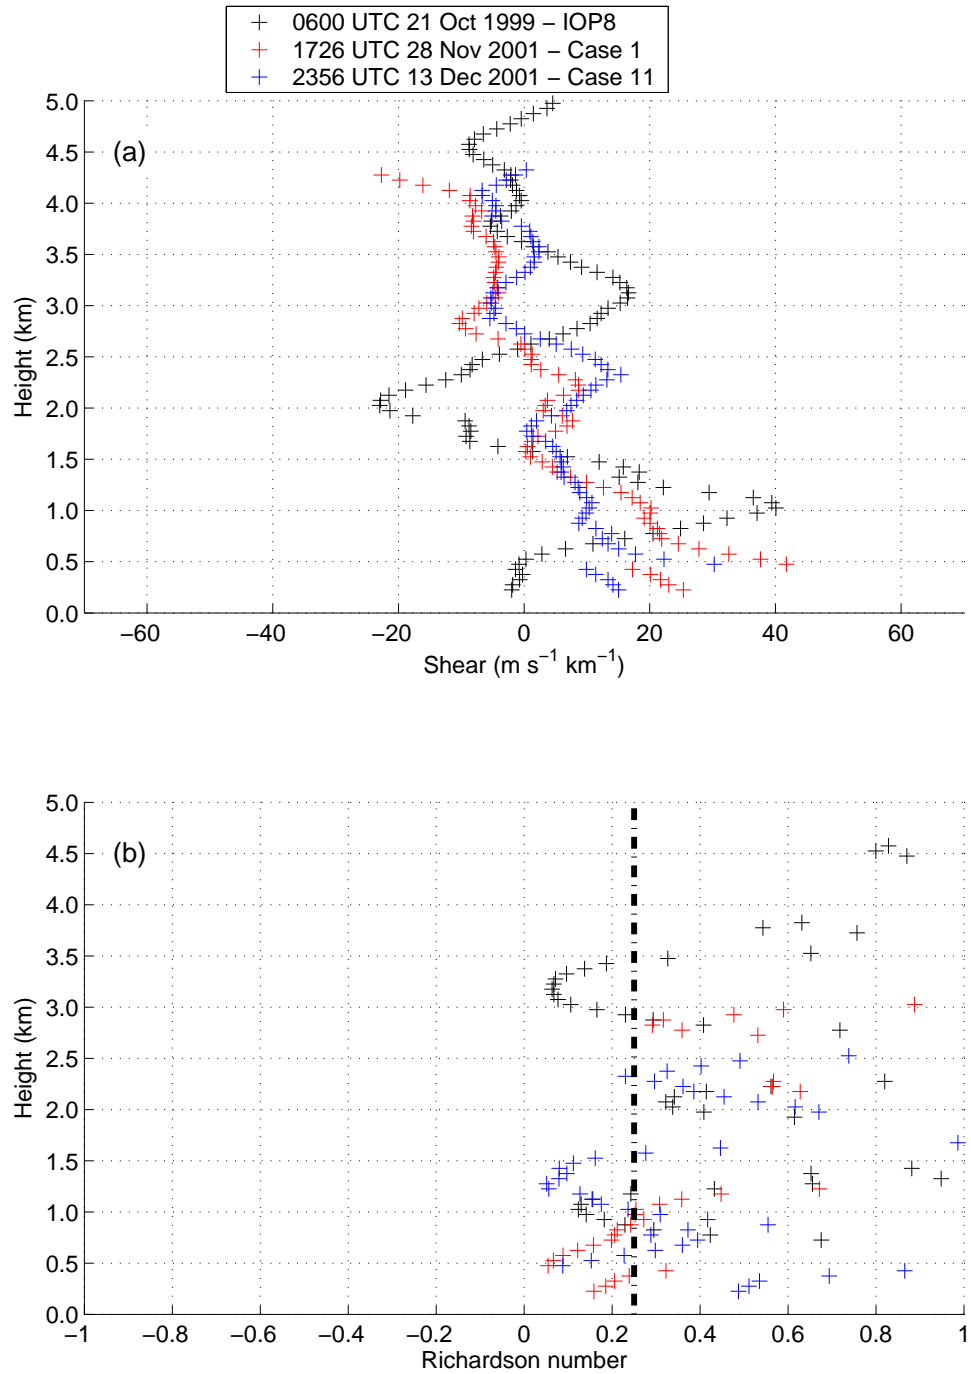 0600 UTC 21 Oct 1999 – IOP8
1726 UTC 28 Nov 2001 – Case 1
2356 UTC 13 Dec 2001 – Case 11
(a)
5.0
4.5
4.0
3.5
3.0
2.5
2.0
1.5
1.0
0.5
0.0
Height (km)
−60 −40 −20 0 20 40 60
Shear (m s⁻¹ km⁻¹)
(b)
5.0
4.5
4.0
3.5
3.0
2.5
2.0
1.5
1.0
0.5
0.0
Height (km)
−1 −0.8 −0.6 −0.4 −0.2 0 0.2 0.4 0.6 0.8 1
Richardson number